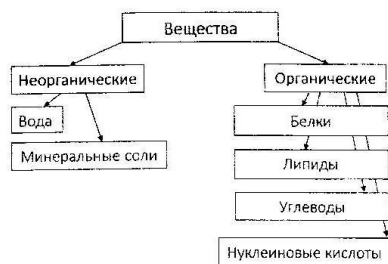 Вещества
Неорганические
Органические
Вода
Белки
Минеральные соли
Липиды
Углеводы
Нуклеиновые кислоты